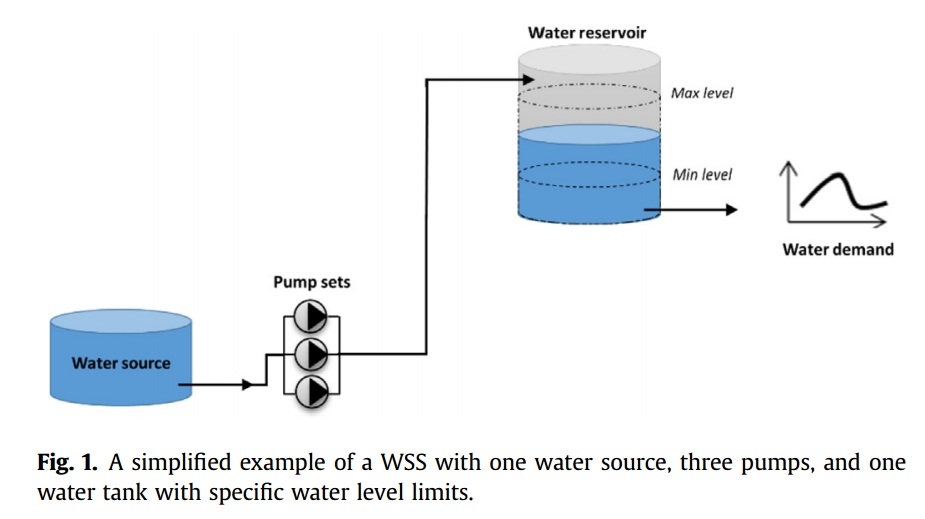 Water reservoir
Max level
Min level
Water demand
Pump sets
Water source
Fig. 1. A simplified example of a WSS with one water source, three pumps, and one
water tank with specific water level limits.